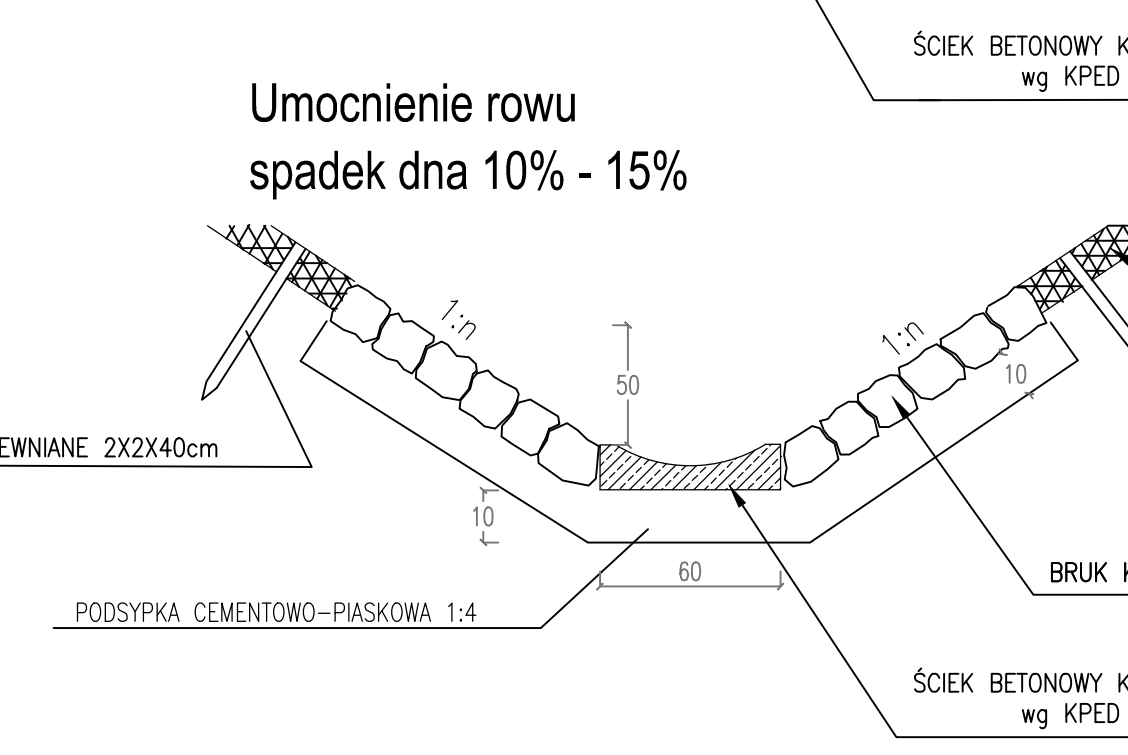 ŚCIEK BETONOWY K
wg KPED
Umocnienie rowu
spadek dna 10% - 15%
1:n
1:n
50
10
EWNIANE 2X2X40cm
10
60
BRUK K
PODSYPKA CEMENTOWO-PIASKOWA 1:4
ŚCIEK BETONOWY K
wg KPED